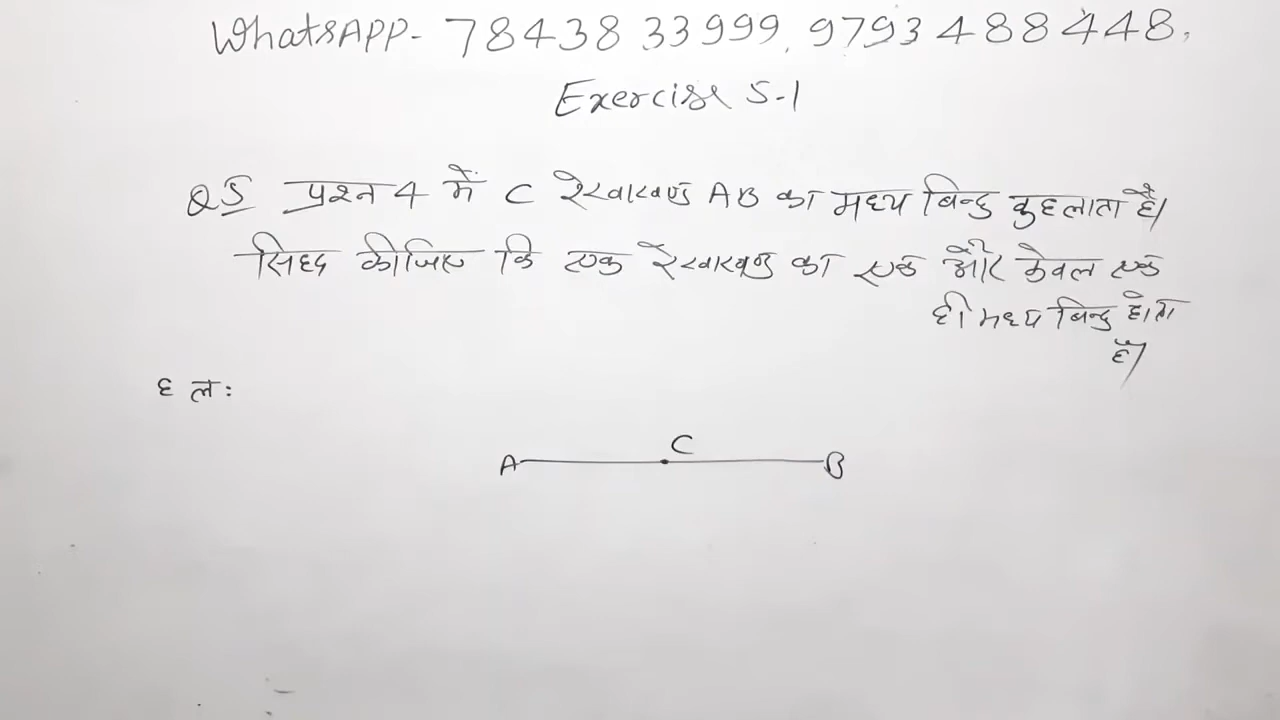 WhatsAPP- 78438 33999, 9793488448,
Exercise 5.1
Q5 प्रश्न 4 में C रेखाखण्ड AB का मध्य बिन्दु कहलाता है।
सिध्द कीजिए कि एक रेखाखण्ड का एक और केवल एक
ही मध्य बिन्दु होता
है।
हल:
C
A B